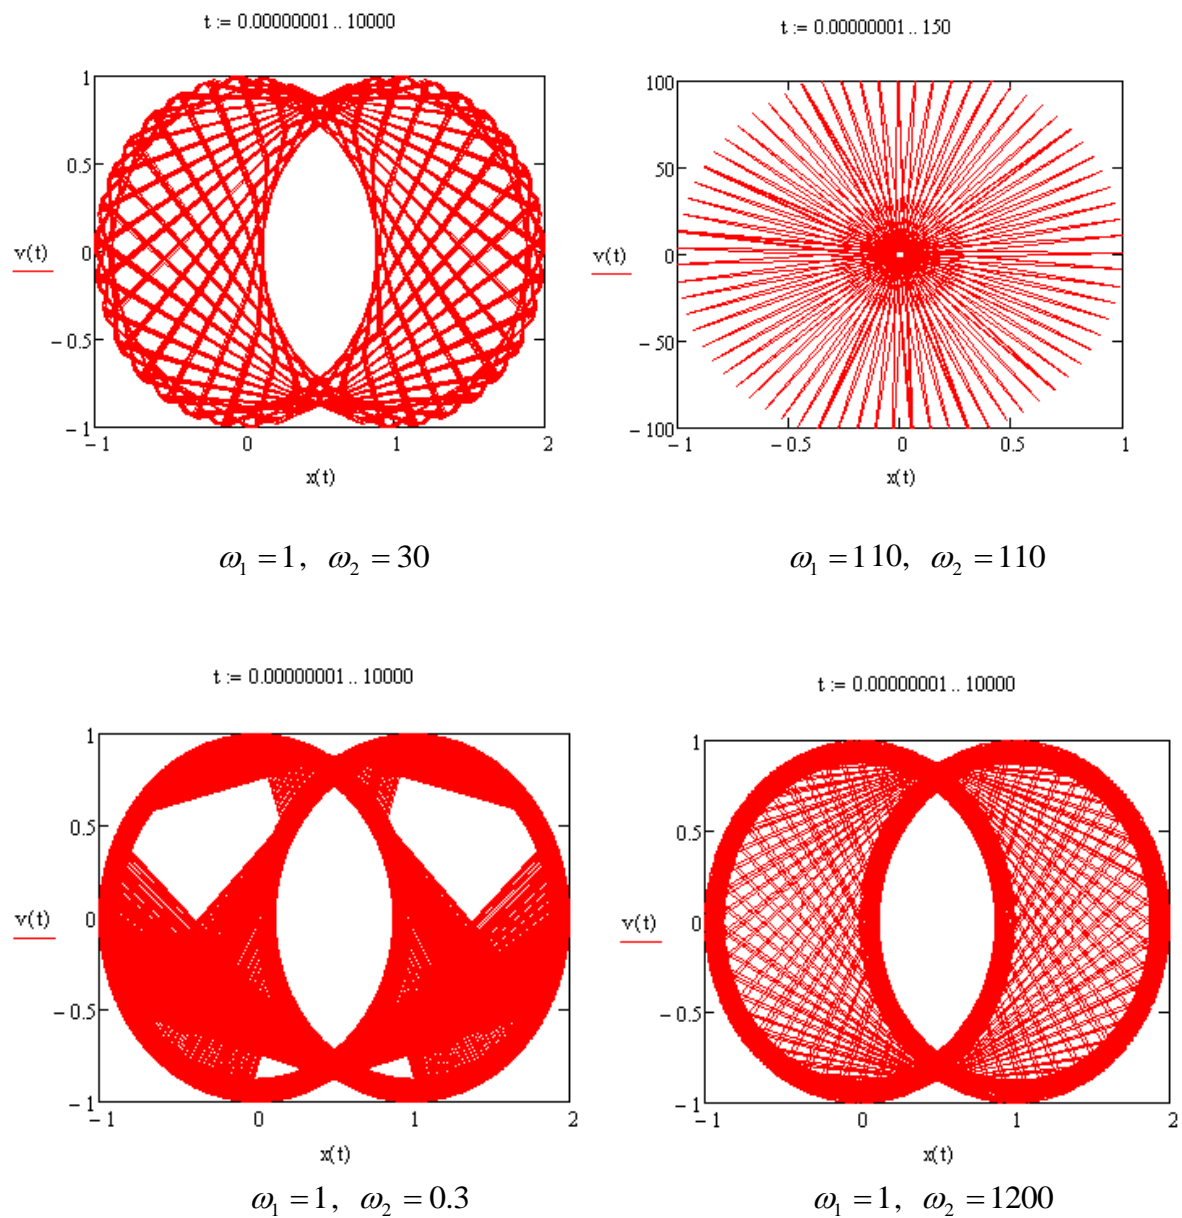 t := 0.00000001 .. 10000
1
0.5
v(t)
0
− 0.5
− 1
− 1
0
1
2
x(t)
ω₁ = 1, ω₂ = 30
t := 0.00000001 .. 150
100
50
v(t)
0
− 50
− 100
− 1
− 0.5
0
0.5
1
x(t)
ω₁ = 110, ω₂ = 110
t := 0.00000001 .. 10000
1
0.5
v(t)
0
− 0.5
− 1
− 1
0
1
2
x(t)
ω₁ = 1, ω₂ = 0.3
t := 0.00000001 .. 10000
1
0.5
v(t)
0
− 0.5
− 1
− 1
0
1
2
x(t)
ω₁ = 1, ω₂ = 1200